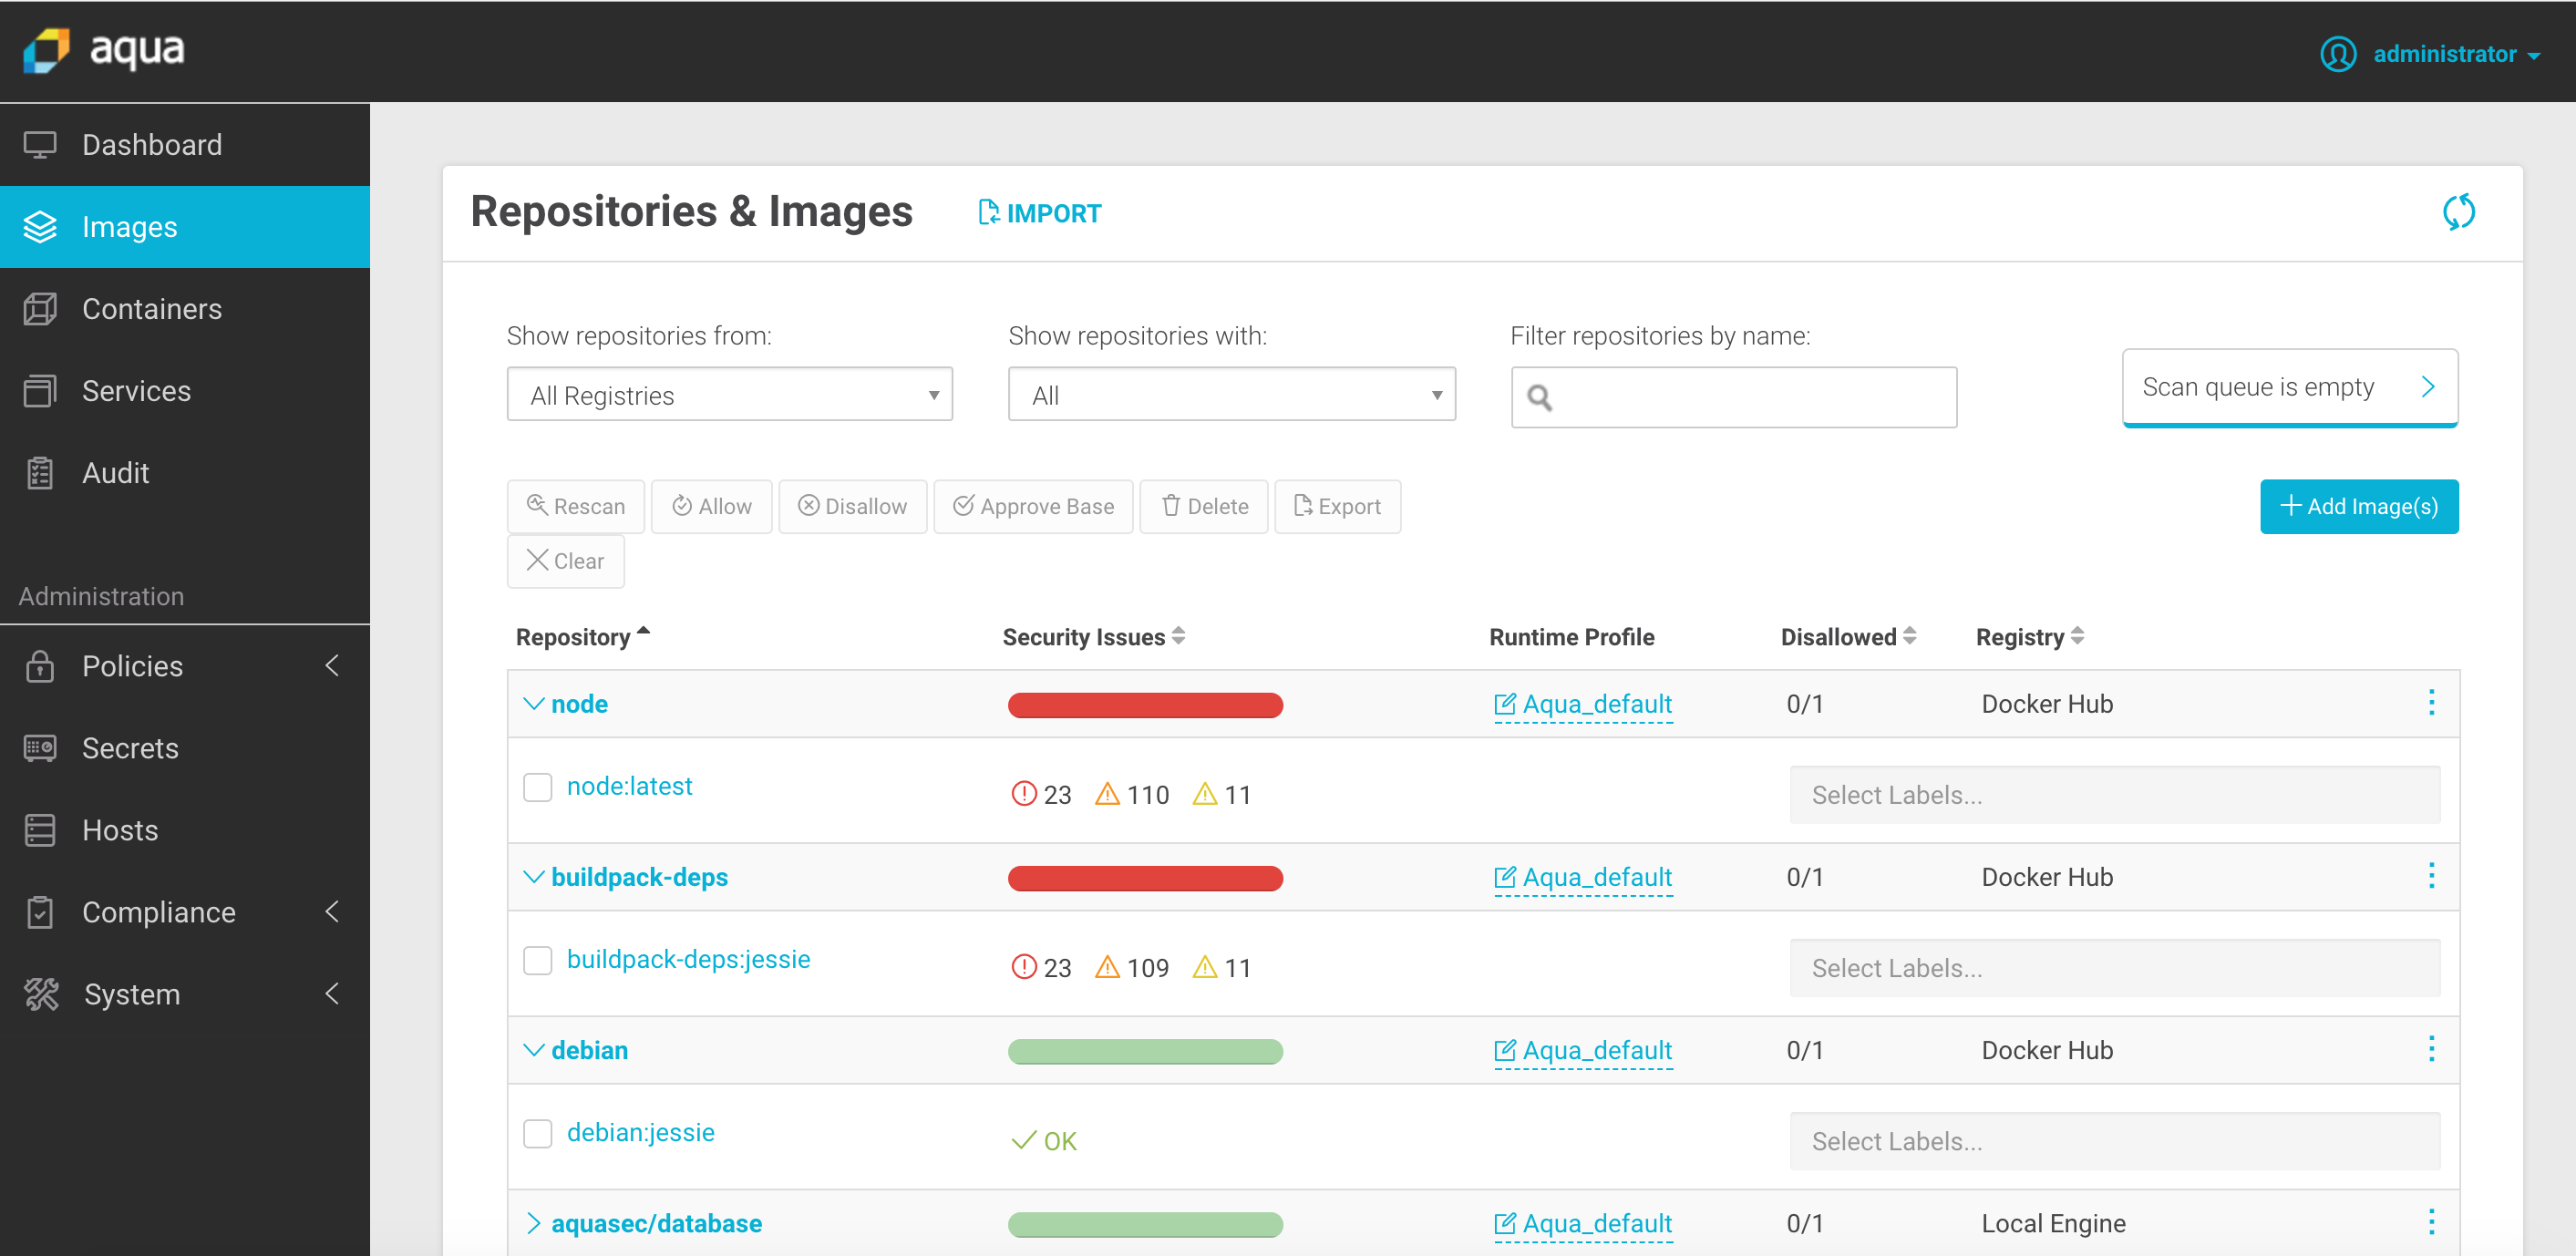 aqua
administrator
Dashboard
Images
Containers
Services
Audit
Administration
Policies
Secrets
Hosts
Compliance
System
Repositories & Images
IMPORT
Show repositories from:
Show repositories with:
Filter repositories by name:
All Registries
All
Scan queue is empty
Rescan
Allow
Disallow
Approve Base
Delete
Export
Add Image(s)
Clear
Repository
Security Issues
Runtime Profile
Disallowed
Registry
node
Aqua_default
0/1
Docker Hub
node:latest
23
110
11
Select Labels...
buildpack-deps
Aqua_default
0/1
Docker Hub
buildpack-deps:jessie
23
109
11
Select Labels...
debian
Aqua_default
0/1
Docker Hub
debian:jessie
OK
Select Labels...
aquasec/database
Aqua_default
0/1
Local Engine